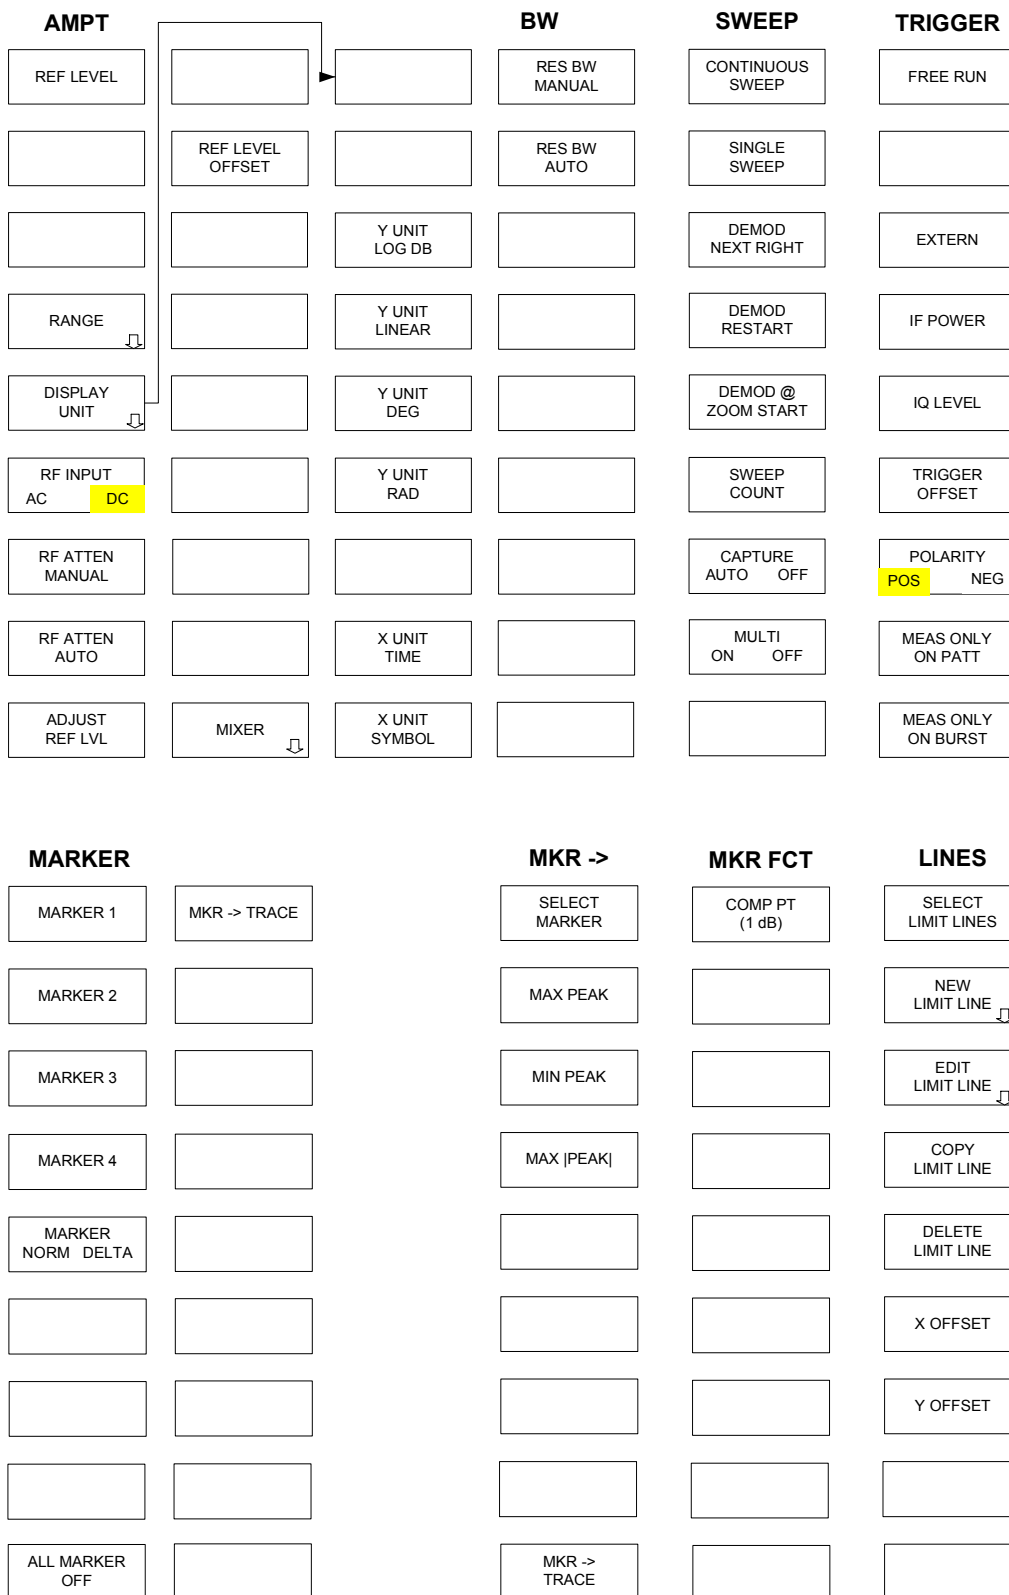 AMPT
REF LEVEL
RANGE
DISPLAY
UNIT
RF INPUT
AC DC
RF ATTEN
MANUAL
RF ATTEN
AUTO
ADJUST
REF LVL
REF LEVEL
OFFSET
MIXER
Y UNIT
LOG DB
Y UNIT
LINEAR
Y UNIT
DEG
Y UNIT
RAD
X UNIT
TIME
X UNIT
SYMBOL
BW
RES BW
MANUAL
RES BW
AUTO
SWEEP
CONTINUOUS
SWEEP
SINGLE
SWEEP
DEMOD
NEXT RIGHT
DEMOD
RESTART
DEMOD @
ZOOM START
SWEEP
COUNT
CAPTURE
AUTO OFF
MULTI
ON OFF
TRIGGER
FREE RUN
EXTERN
IF POWER
IQ LEVEL
TRIGGER
OFFSET
POLARITY
POS NEG
MEAS ONLY
ON PATT
MEAS ONLY
ON BURST
MARKER
MARKER 1
MARKER 2
MARKER 3
MARKER 4
MARKER
NORM DELTA
ALL MARKER
OFF
MKR -> TRACE
MKR ->
SELECT
MARKER
MAX PEAK
MIN PEAK
MAX |PEAK|
MKR ->
TRACE
MKR FCT
COMP PT
(1 dB)
LINES
SELECT
LIMIT LINES
NEW
LIMIT LINE
EDIT
LIMIT LINE
COPY
LIMIT LINE
DELETE
LIMIT LINE
X OFFSET
Y OFFSET